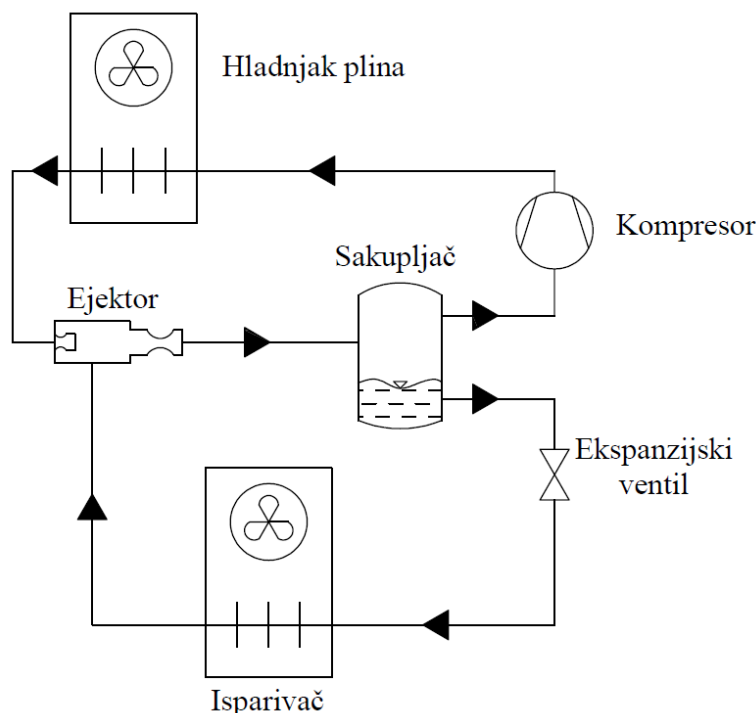 Hladnjak plina
Kompresor
Sakupljač
Ejektor
Ekspanzijski
ventil
Isparivač